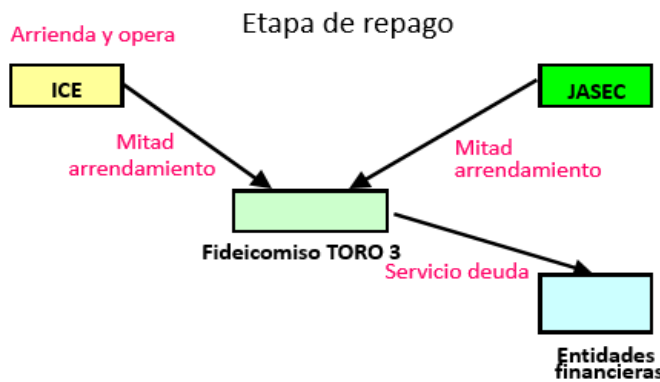 Etapa de repago
Arrienda y opera
ICE
JASEC
Mitad
arrendamiento
Mitad
arrendamiento
Fideicomiso TORO 3
Servicio deuda
Entidades
financieras